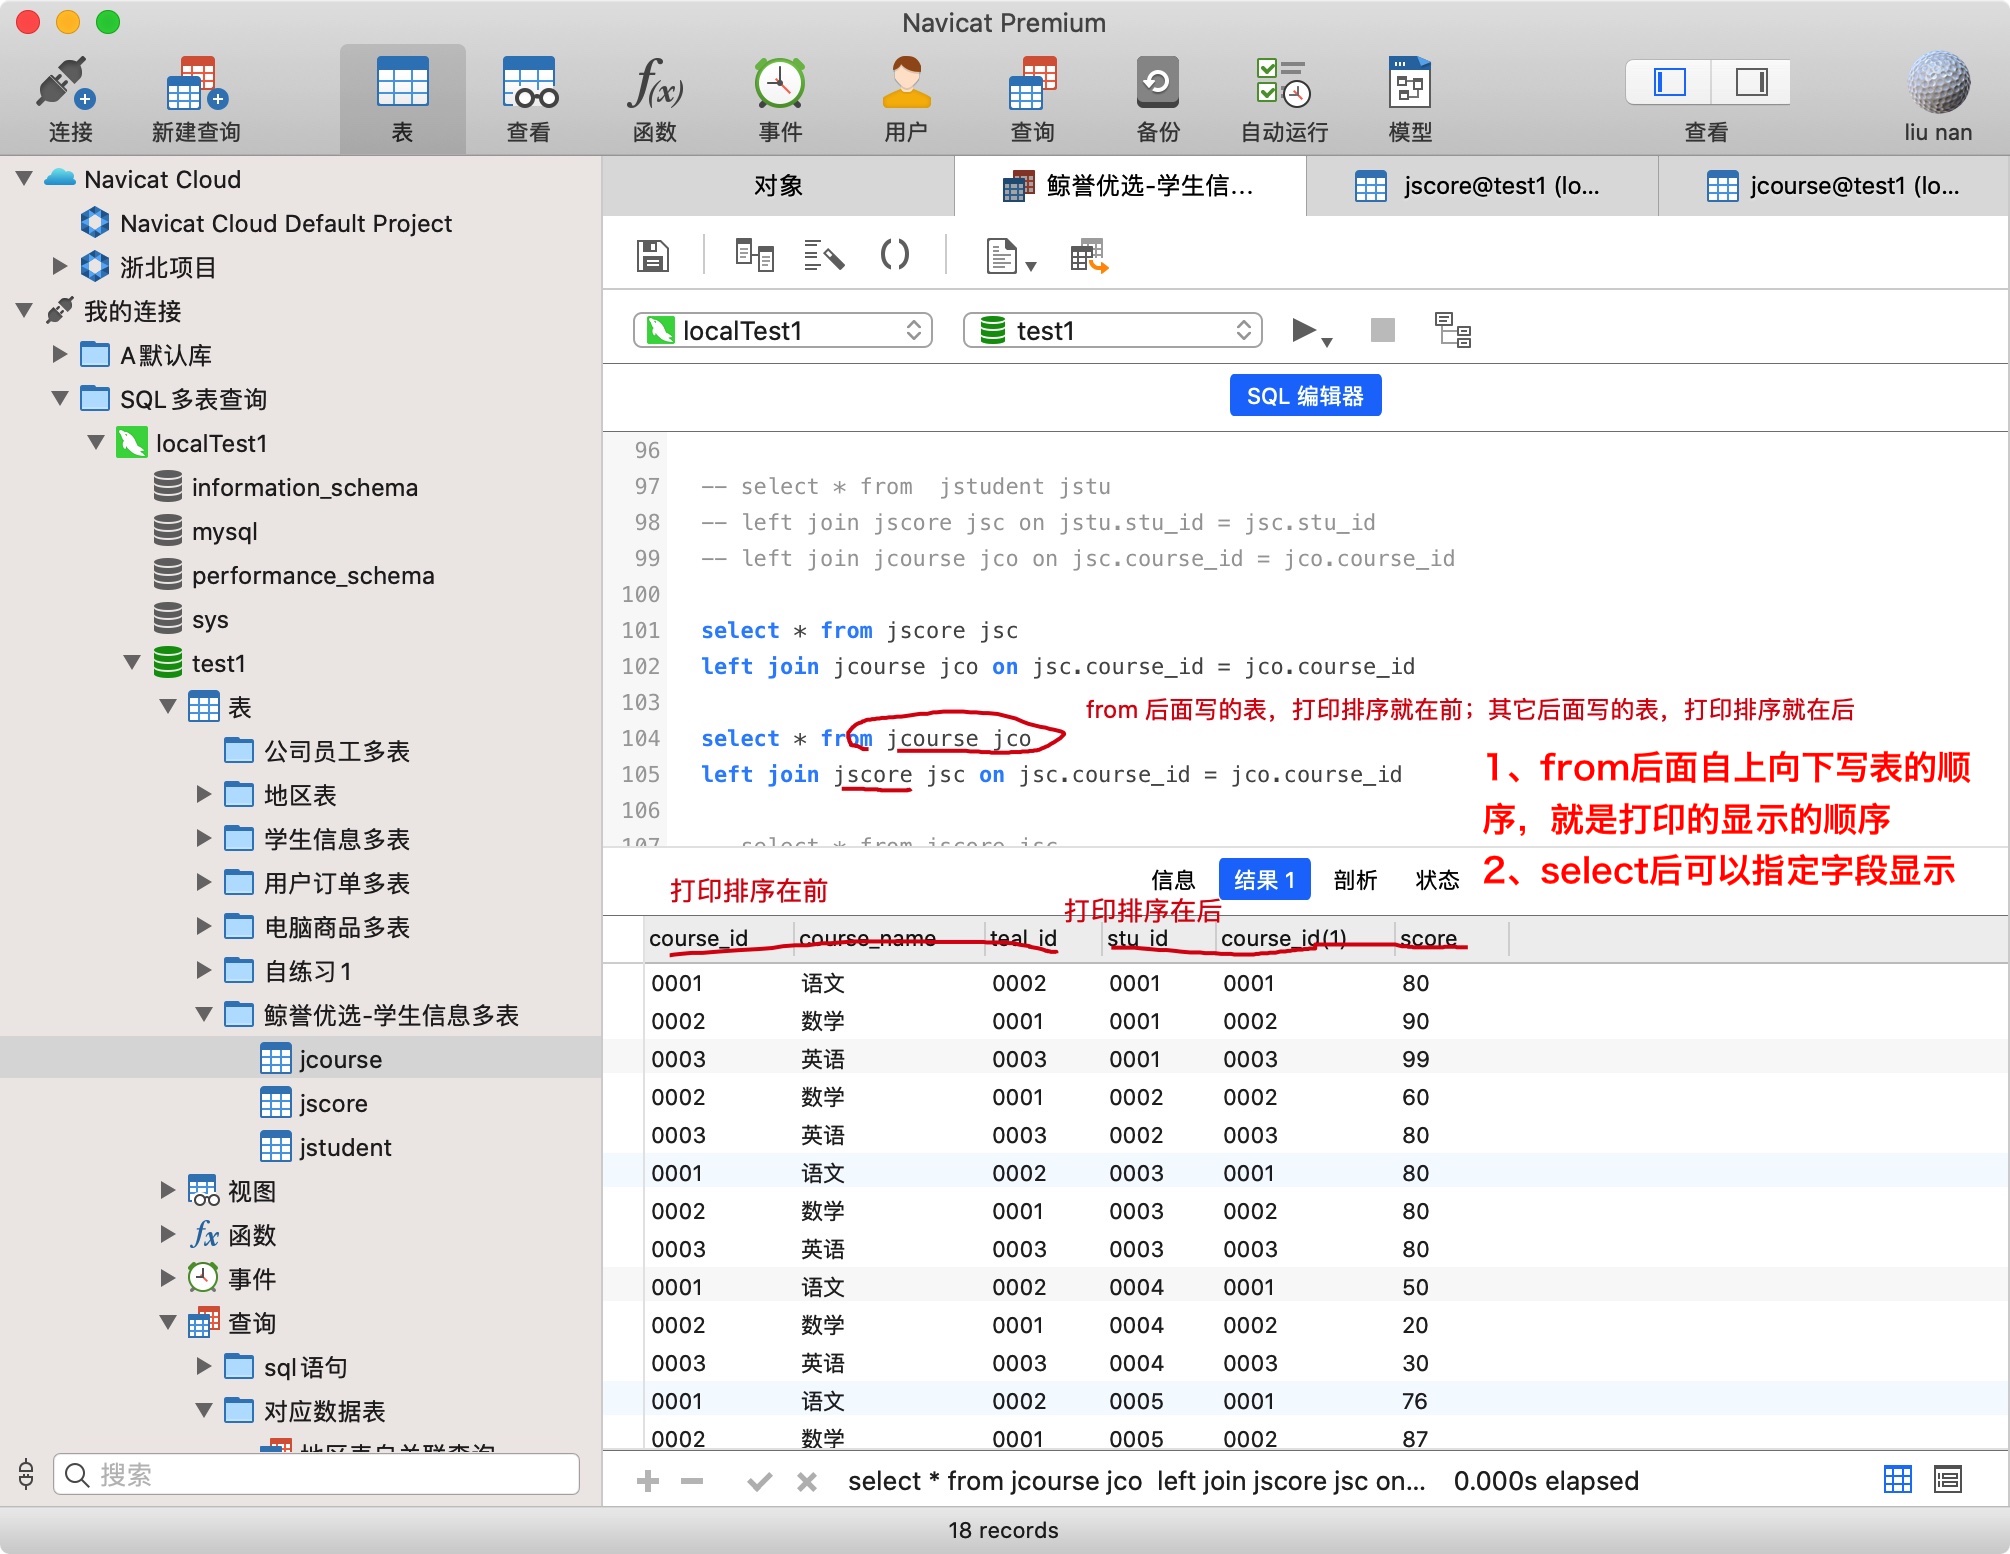 Navicat Premium
连接
新建查询
表
查看
函数
事件
用户
查询
备份
自动运行
模型
查看
liu nan
Navicat Cloud
Navicat Cloud Default Project
浙北项目
我的连接
A默认库
SQL多表查询
localTest1
information_schema
mysql
performance_schema
sys
test1
表
公司员工多表
地区表
学生信息多表
用户订单多表
电脑商品多表
自练习1
鲸誉优选-学生信息多表
jcourse
jscore
jstudent
视图
函数
事件
查询
sql语句
对应数据表
地区表自关联查询
搜索
对象
鲸誉优选-学生信...
jscore@test1 (lo...
jcourse@test1 (lo...
localTest1
test1
SQL 编辑器
96
97 -- select * from  jstudent jstu
98 -- left join jscore jsc on jstu.stu_id = jsc.stu_id
99 -- left join jcourse jco on jsc.course_id = jco.course_id
100
101 select * from jscore jsc
102 left join jcourse jco on jsc.course_id = jco.course_id
103
from 后面写的表，打印排序就在前；其它后面写的表，打印排序就在后
104 select * from jcourse jco
105 left join jscore jsc on jsc.course_id = jco.course_id
106
107 -- select * from jscore jsc
1、from后面自上向下写表的顺
序，就是打印的显示的顺序
2、select后可以指定字段显示
信息
结果 1
剖析
状态
打印排序在前
打印排序在后
course_id course_name teal_id stu_id course_id(1) score
0001 语文 0002 0001 0001 80
0002 数学 0001 0001 0002 90
0003 英语 0003 0001 0003 99
0002 数学 0001 0002 0002 60
0003 英语 0003 0002 0003 80
0001 语文 0002 0003 0001 80
0002 数学 0001 0003 0002 80
0003 英语 0003 0003 0003 80
0001 语文 0002 0004 0001 50
0002 数学 0001 0004 0002 20
0003 英语 0003 0004 0003 30
0001 语文 0002 0005 0001 76
0002 数学 0001 0005 0002 87
select * from jcourse jco  left join jscore jsc on...
0.000s elapsed
18 records